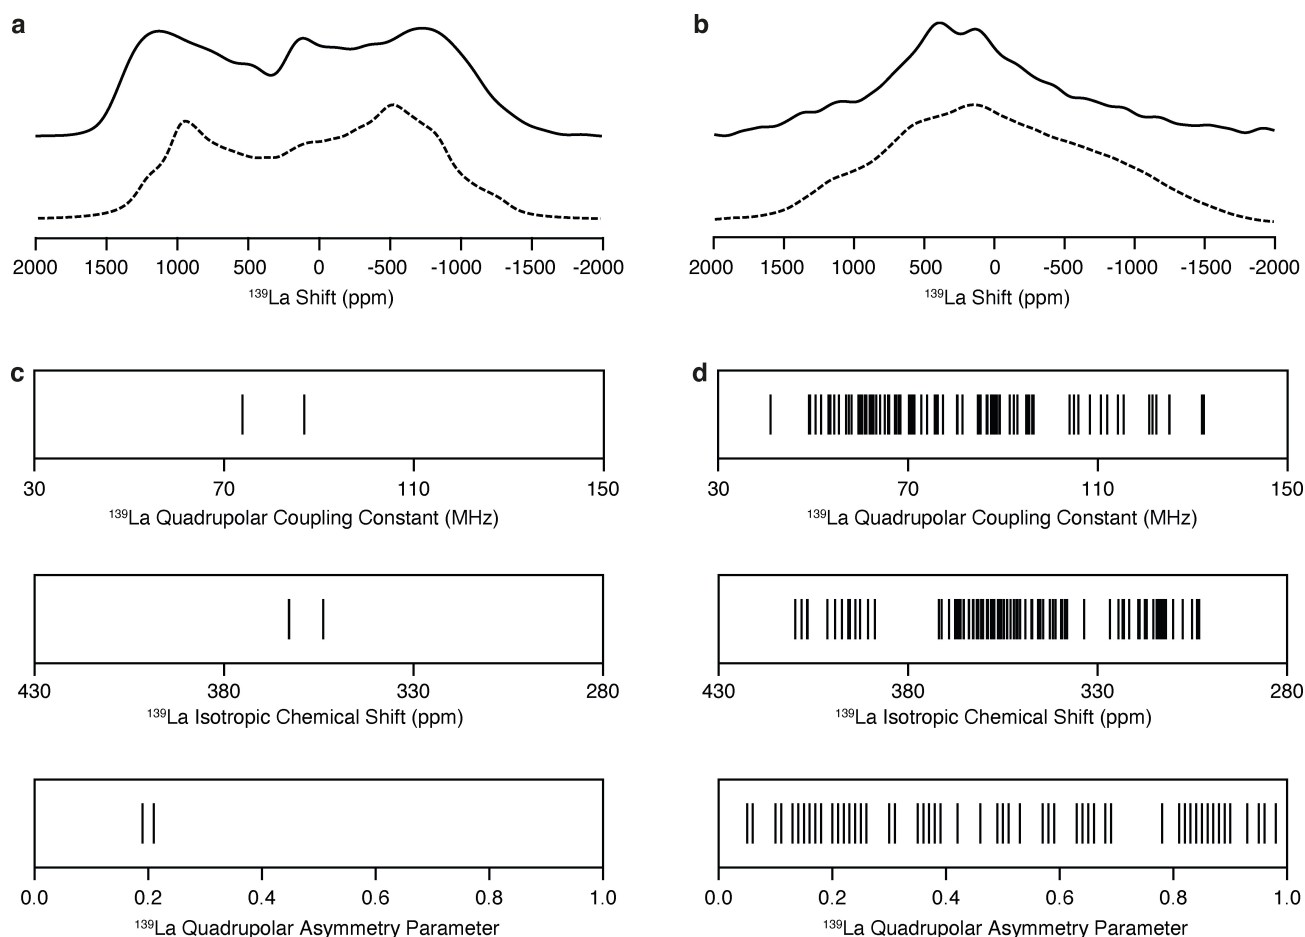 a b
2000 1500 1000 500 0 -500 -1000 -1500 -2000
¹³⁹La Shift (ppm)
2000 1500 1000 500 0 -500 -1000 -1500 -2000
¹³⁹La Shift (ppm)
c d
30 70 110 150
¹³⁹La Quadrupolar Coupling Constant (MHz)
30 70 110 150
¹³⁹La Quadrupolar Coupling Constant (MHz)
430 380 330 280
¹³⁹La Isotropic Chemical Shift (ppm)
430 380 330 280
¹³⁹La Isotropic Chemical Shift (ppm)
0.0 0.2 0.4 0.6 0.8 1.0
¹³⁹La Quadrupolar Asymmetry Parameter
0.0 0.2 0.4 0.6 0.8 1.0
¹³⁹La Quadrupolar Asymmetry Parameter